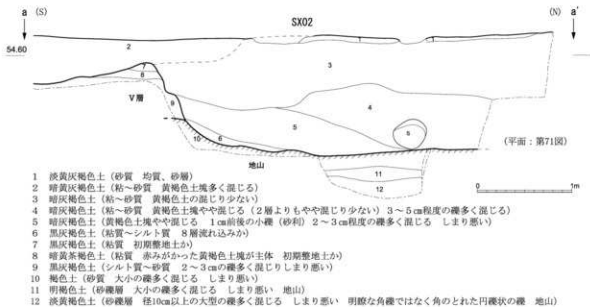 a (S)
SX02
(N) a'
54.60
1
2
3
7
8
V層
9
4
5
6
10
S
地山
11
12
(平面：第71図)
0 1m
1 淡黄灰褐色土（砂質 均質、砂層）
2 暗黄灰褐色土（粘～砂質 黄褐色土塊多く混じる）
3 暗灰褐色土（粘～砂質 黄褐色土の混じり少ない）
4 暗灰褐色土（粘～砂質 黄褐色土塊やや混じる（２層よりもやや混じり少ない）３～５㎝程度の礫多く混じる）
5 暗灰褐色土（黄褐色土塊やや混じる １㎝前後の小礫（砂利）２～３㎝程度の礫多く混じる しまり悪い）
6 黒灰褐色土（粘質～シルト質 ８層流れ込みか）
7 黒灰褐色土（粘質 初期整地土か）
8 暗黄茶褐色土（粘質 赤みがかった黄褐色土塊が主体 初期整地土か）
9 黒灰褐色土（シルト質～砂質 ２～３㎝の礫多く混じりしまり悪い）
10 褐色土（砂質 大小の礫多く混じる しまり悪い）
11 明褐色土（砂礫層 大小の礫多く混じる しまり悪い 地山）
12 淡黄褐色土（砂礫層 径10㎝以上の大型の礫多く混じる しまり悪い 明瞭な角礫ではなく角のとれた円礫状の礫 地山）